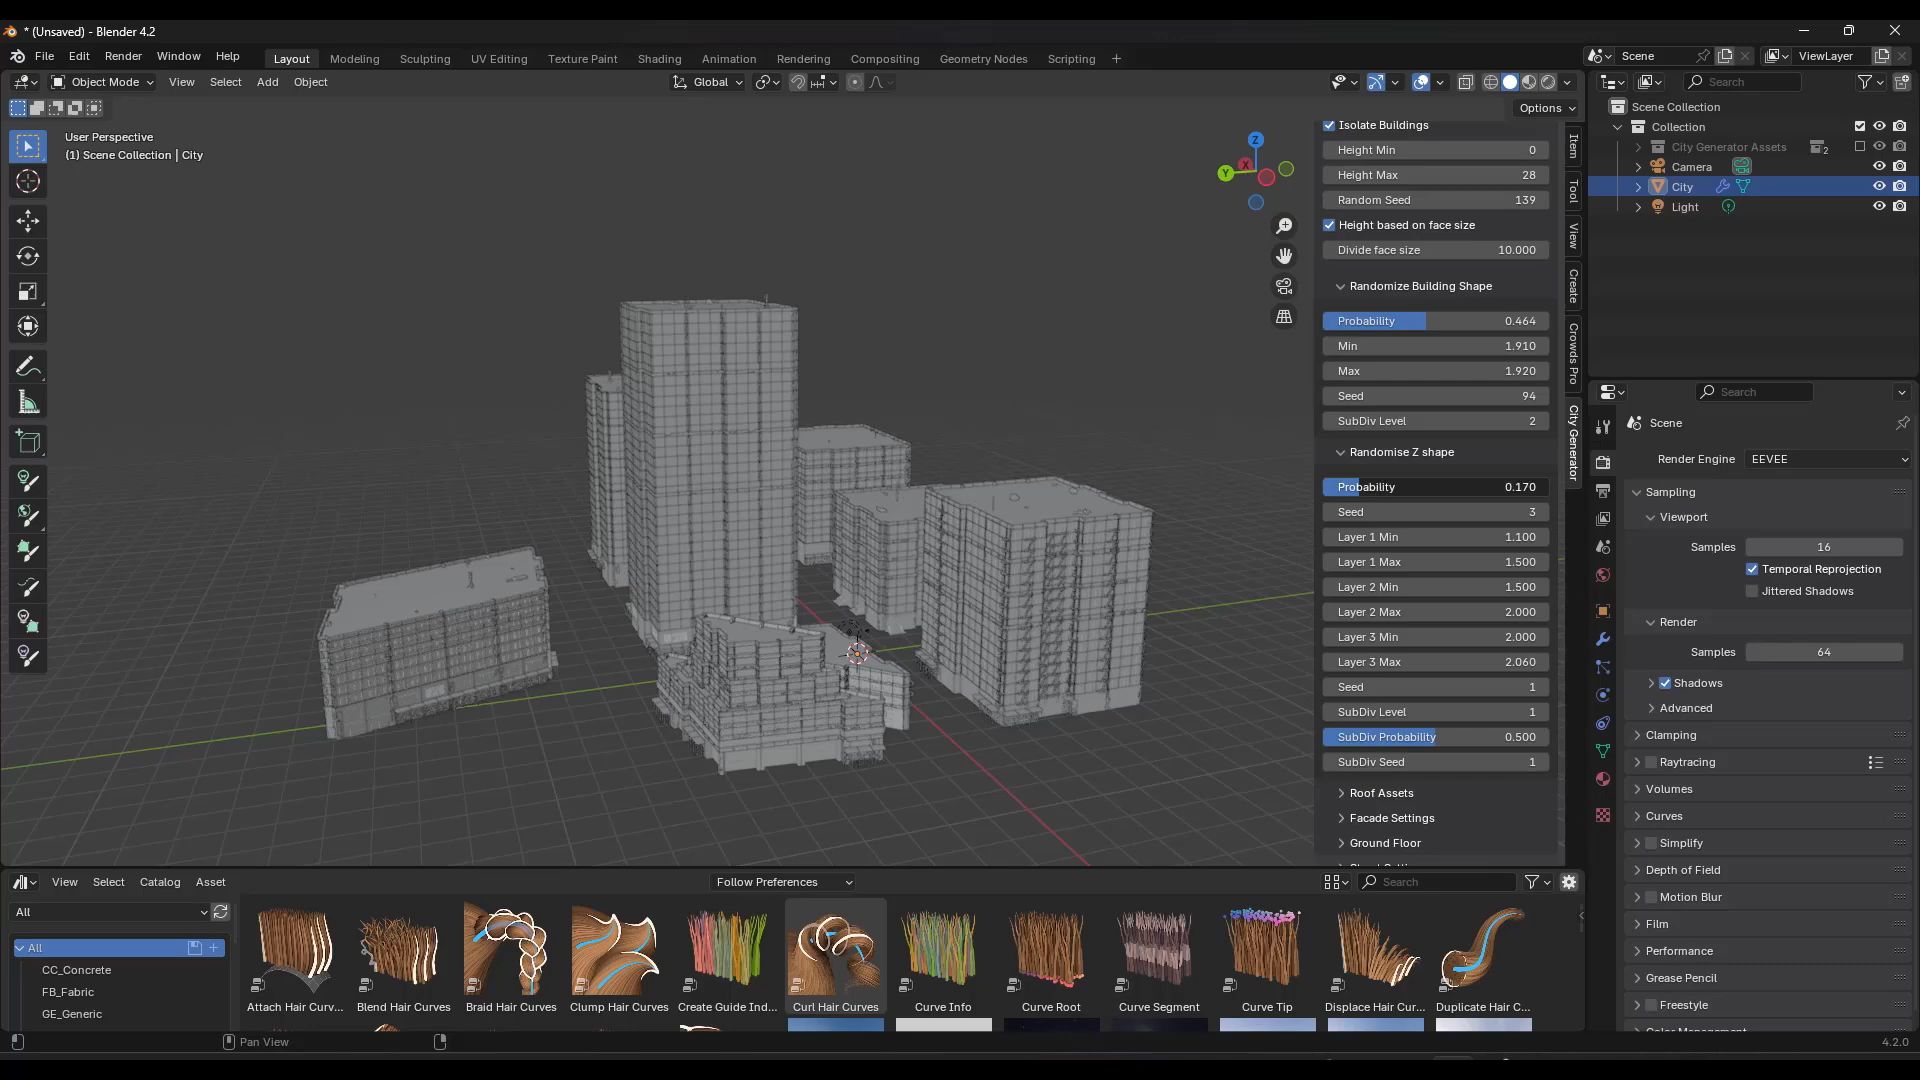 * (Unsaved) - Blender 4.2
File Edit Render Window Help
Layout Modeling Sculpting UV Editing Texture Paint Shading Animation Rendering Compositing Geometry Nodes Scripting +
Scene
ViewLayer
Object Mode View Select Add Object
Global
Search
Options
User Perspective
(1) Scene Collection | City
Z
X
Y
Isolate Buildings
Height Min 0
Height Max 28
Random Seed 139
Height based on face size
Divide face size 10.000
Randomize Building Shape
Probability 0.464
Min 1.910
Max 1.920
Seed 94
SubDiv Level 2
Randomise Z shape
Probability 0.170
Seed 3
Layer 1 Min 1.100
Layer 1 Max 1.500
Layer 2 Min 1.500
Layer 2 Max 2.000
Layer 3 Min 2.000
Layer 3 Max 2.060
Seed 1
SubDiv Level 1
SubDiv Probability 0.500
SubDiv Seed 1
Roof Assets
Facade Settings
Ground Floor
Item
Tool
View
Create
Crowds Pro
City Generator
Scene Collection
Collection
City Generator Assets 2
Camera
City
Light
Search
Scene
Render Engine EEVEE
Sampling
Viewport
Samples 16
Temporal Reprojection
Jittered Shadows
Render
Samples 64
Shadows
Advanced
Clamping
Raytracing
Volumes
Curves
Simplify
Depth of Field
Motion Blur
Film
Performance
Grease Pencil
Freestyle
Color Management
View Select Catalog Asset
Follow Preferences
Search
All
All
CC_Concrete
FB_Fabric
GE_Generic
Attach Hair Curv... Blend Hair Curves Braid Hair Curves Clump Hair Curves Create Guide Ind... Curl Hair Curves Curve Info Curve Root Curve Segment Curve Tip Displace Hair Cur... Duplicate Hair C...
Pan View
4.2.0